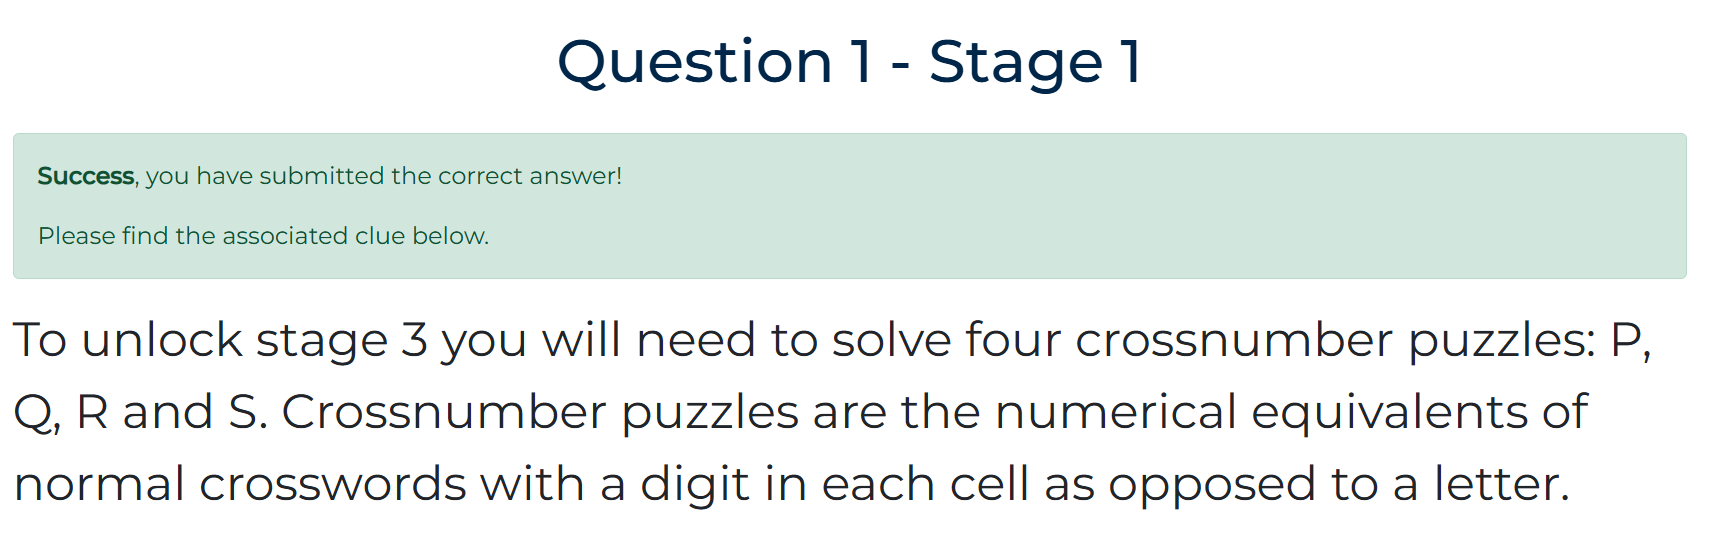 Question 1 - Stage 1
Success, you have submitted the correct answer!
Please find the associated clue below.
To unlock stage 3 you will need to solve four crossnumber puzzles: P,
Q, R and S. Crossnumber puzzles are the numerical equivalents of
normal crosswords with a digit in each cell as opposed to a letter.